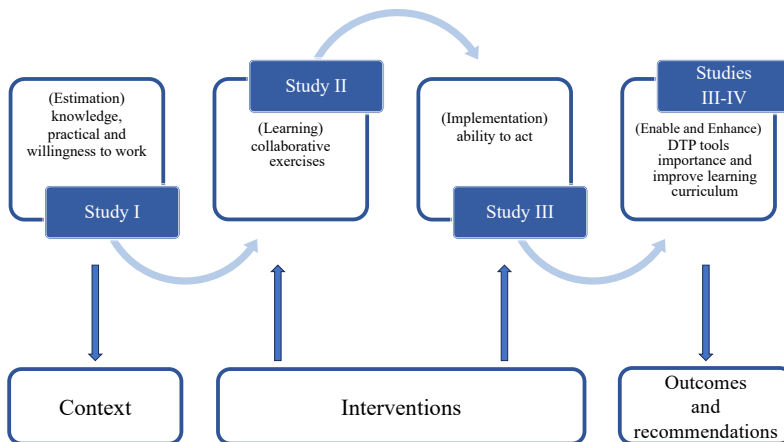 (Estimation)
knowledge,
practical and
willingness to work
Study I
Study II
(Learning)
collaborative
exercises
(Implementation)
ability to act
Study III
Studies
III-IV
(Enable and Enhance)
DTP tools
importance and
improve learning
curriculum
Context
Interventions
Outcomes
and
recommendations